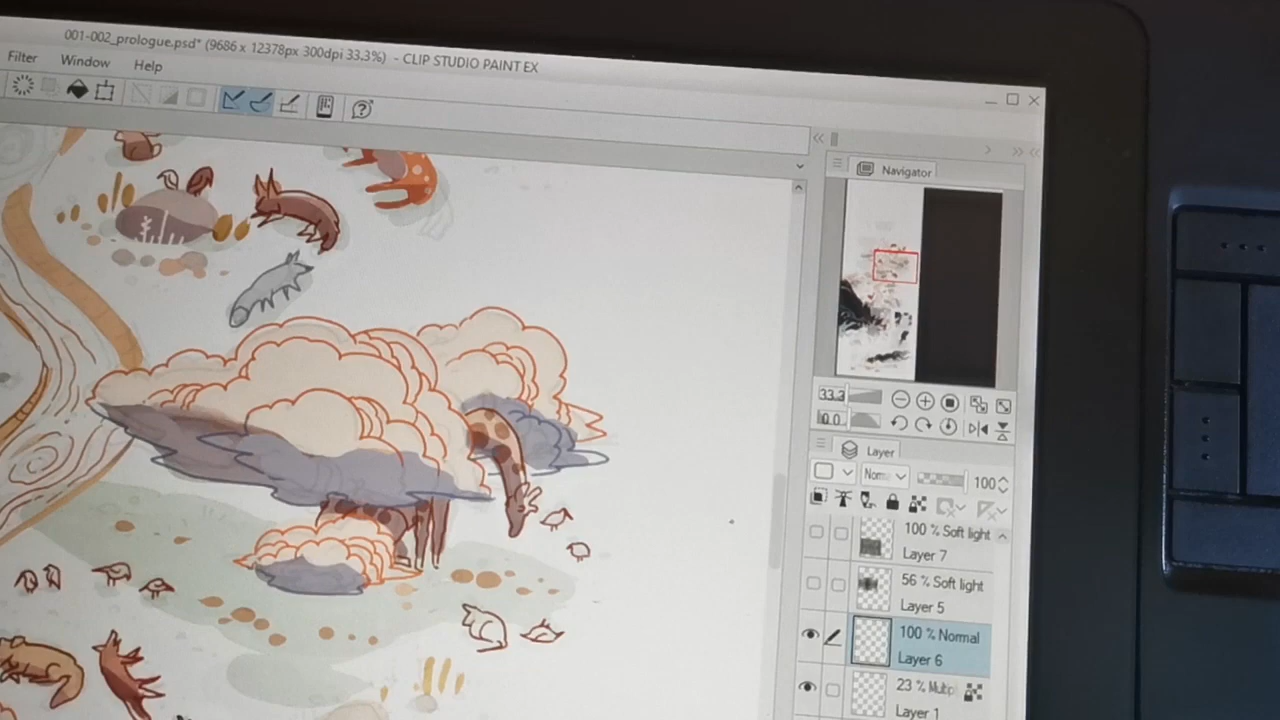 001-002_prologue.psd* (9686 x 12378px 300dpi 33.3%) - CLIP STUDIO PAINT EX
Filter Window Help
Navigator
33.3
0.0
Layer
100
100 % Soft light
Layer 7
56 % Soft light
Layer 5
100 % Normal
Layer 6
23 %
Layer 1